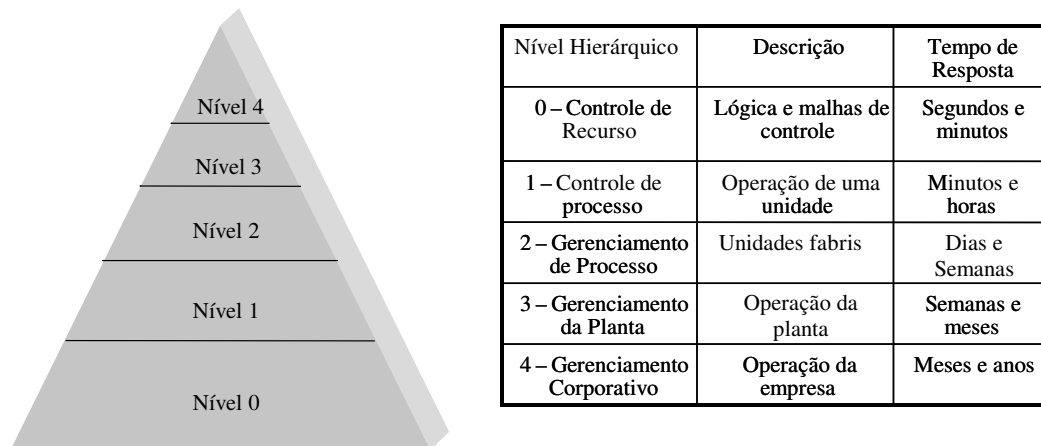 Nível 4
Nível 3
Nível 2
Nível 1
Nível 0
Nível Hierárquico
Descrição
Tempo de
Resposta
0 – Controle de
Recurso
Lógica e malhas de
controle
Segundos e
minutos
1 – Controle de
processo
Operação de uma
unidade
Minutos e
horas
2 – Gerenciamento
de Processo
Unidades fabris
Dias e
Semanas
3 – Gerenciamento
da Planta
Operação da
planta
Semanas e
meses
4 – Gerenciamento
Corporativo
Operação da
empresa
Meses e anos